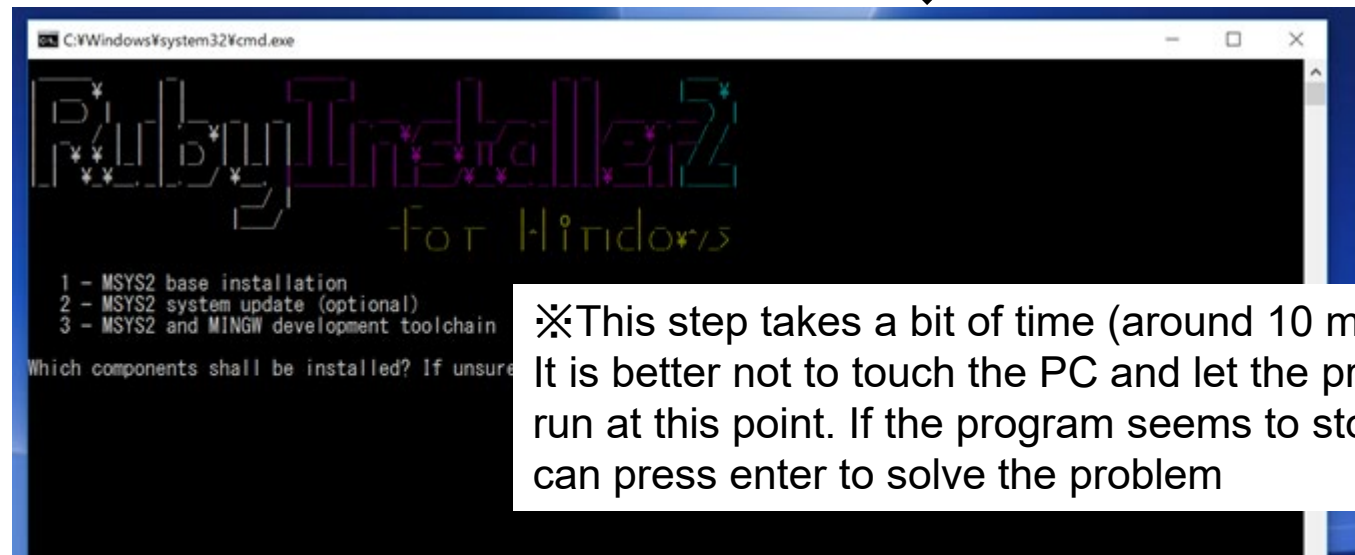 C:¥Windows¥system32¥cmd.exe
RubyInstaller2
for Windows
1 - MSYS2 base installation
2 - MSYS2 system update (optional)
3 - MSYS2 and MINGW development toolchain
Which components shall be installed? If unsure
※This step takes a bit of time (around 10 m
It is better not to touch the PC and let the pr
run at this point. If the program seems to sto
can press enter to solve the problem